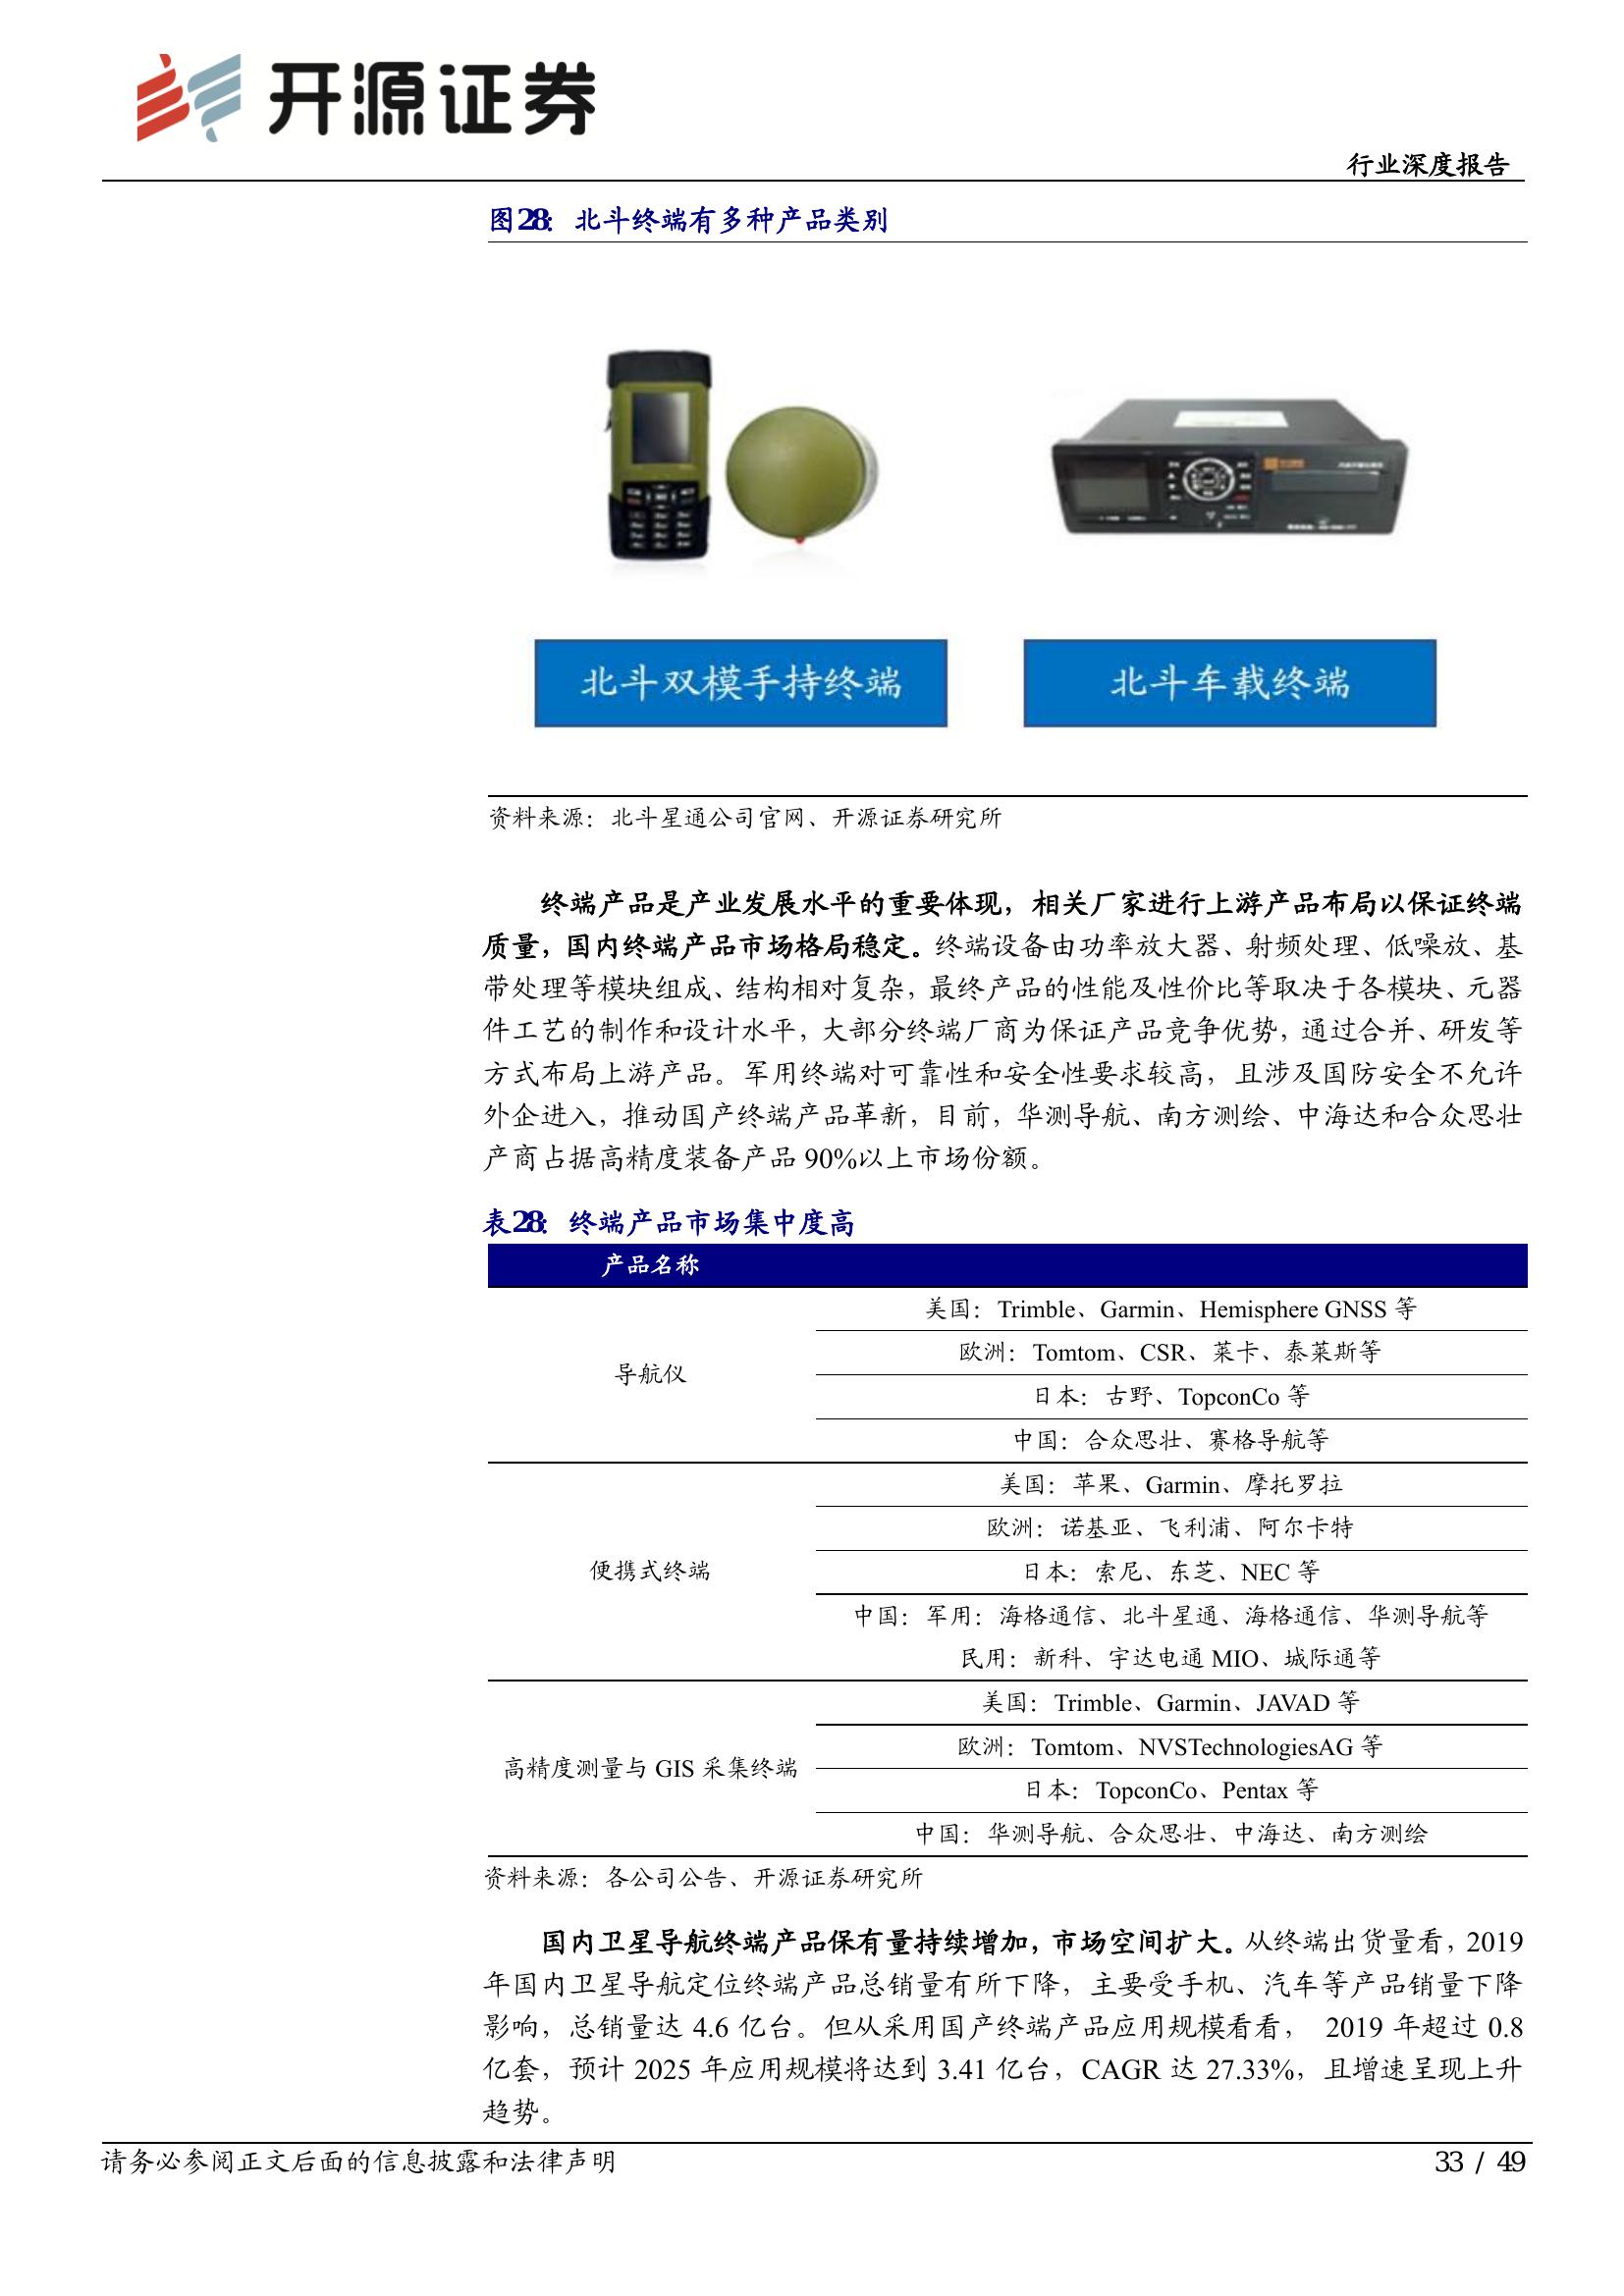 开源证券
行业深度报告
图28：北斗终端有多种产品类别
北斗双模手持终端
北斗车载终端
资料来源：北斗星通公司官网、开源证券研究所
终端产品是产业发展水平的重要体现，相关厂家进行上游产品布局以保证终端
质量，国内终端产品市场格局稳定。终端设备由功率放大器、射频处理、低噪放、基
带处理等模块组成、结构相对复杂，最终产品的性能及性价比等取决于各模块、元器
件工艺的制作和设计水平，大部分终端厂商为保证产品竞争优势，通过合并、研发等
方式布局上游产品。军用终端对可靠性和安全性要求较高，且涉及国防安全不允许
外企进入，推动国产终端产品革新，目前，华测导航、南方测绘、中海达和合众思壮
产商占据高精度装备产品 90%以上市场份额。
表28：终端产品市场集中度高
产品名称
导航仪
美国：Trimble、Garmin、Hemisphere GNSS 等
欧洲：Tomtom、CSR、莱卡、泰莱斯等
日本：古野、TopconCo 等
中国：合众思壮、赛格导航等
便携式终端
美国：苹果、Garmin、摩托罗拉
欧洲：诺基亚、飞利浦、阿尔卡特
日本：索尼、东芝、NEC 等
中国：军用：海格通信、北斗星通、海格通信、华测导航等
民用：新科、宇达电通 MIO、城际通等
高精度测量与 GIS 采集终端
美国：Trimble、Garmin、JAVAD 等
欧洲：Tomtom、NVSTechnologiesAG 等
日本：TopconCo、Pentax 等
中国：华测导航、合众思壮、中海达、南方测绘
资料来源：各公司公告、开源证券研究所
国内卫星导航终端产品保有量持续增加，市场空间扩大。从终端出货量看，2019
年国内卫星导航定位终端产品总销量有所下降，主要受手机、汽车等产品销量下降
影响，总销量达 4.6 亿台。但从采用国产终端产品应用规模看看， 2019 年超过 0.8
亿套，预计 2025 年应用规模将达到 3.41 亿台，CAGR 达 27.33%，且增速呈现上升
趋势。
请务必参阅正文后面的信息披露和法律声明
33 / 49